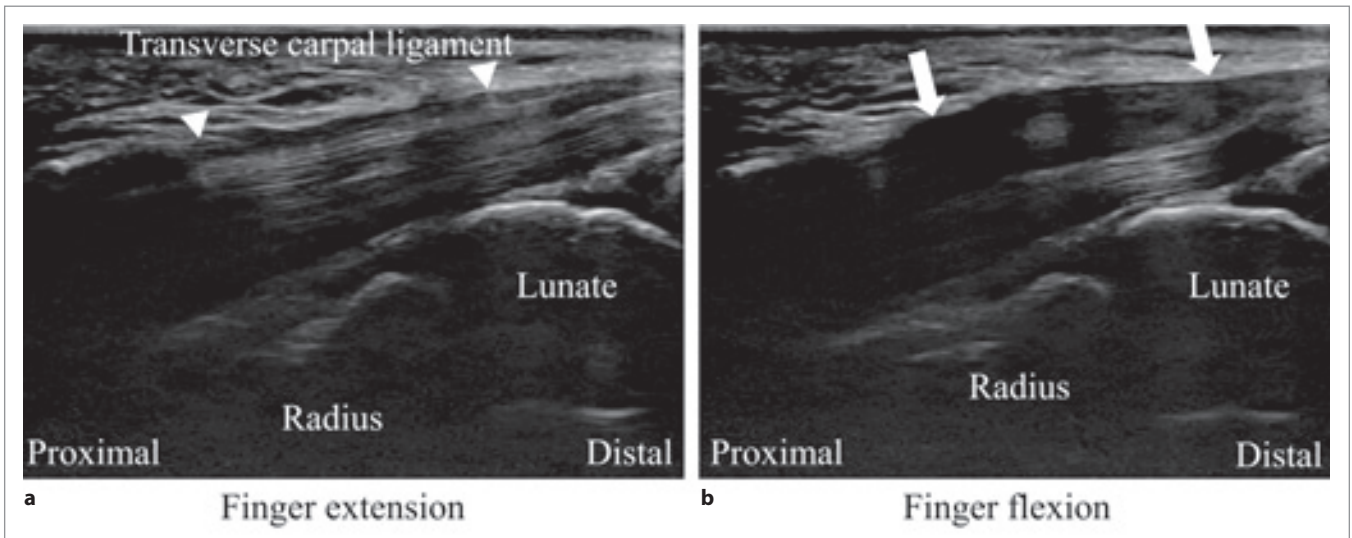 Transverse carpal ligament
Lunate
Radius
Proximal
Distal
a
Finger extension
Lunate
Radius
Proximal
Distal
b
Finger flexion